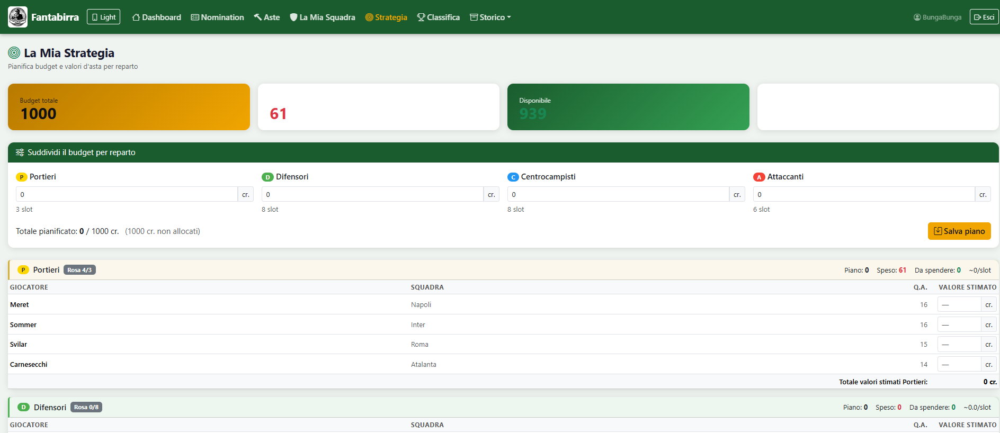 Fantabirra Light Dashboard Nomination Aste La Mia Squadra Strategia Classifica Storico BungaBunga Esci
La Mia Strategia
Pianifica budget e valori d'asta per reparto
Budget totale
1000
61
Disponibile
939
Suddividi il budget per reparto
P Portieri
0 cr.
3 slot
D Difensori
0 cr.
8 slot
C Centrocampisti
0 cr.
8 slot
A Attaccanti
0 cr.
6 slot
Totale pianificato: 0 / 1000 cr. (1000 cr. non allocati)
Salva piano
P Portieri Rosa 4/3 Piano: 0 Speso: 61 Da spendere: 0 ~0/slot
GIOCATORE SQUADRA Q.A. VALORE STIMATO
Meret Napoli 16 — cr.
Sommer Inter 16 — cr.
Svilar Roma 15 — cr.
Carnesecchi Atalanta 14 — cr.
Totale valori stimati Portieri: 0 cr.
D Difensori Rosa 0/8 Piano: 0 Speso: 0 Da spendere: 0 ~0.0/slot
GIOCATORE SQUADRA Q.A. VALORE STIMATO